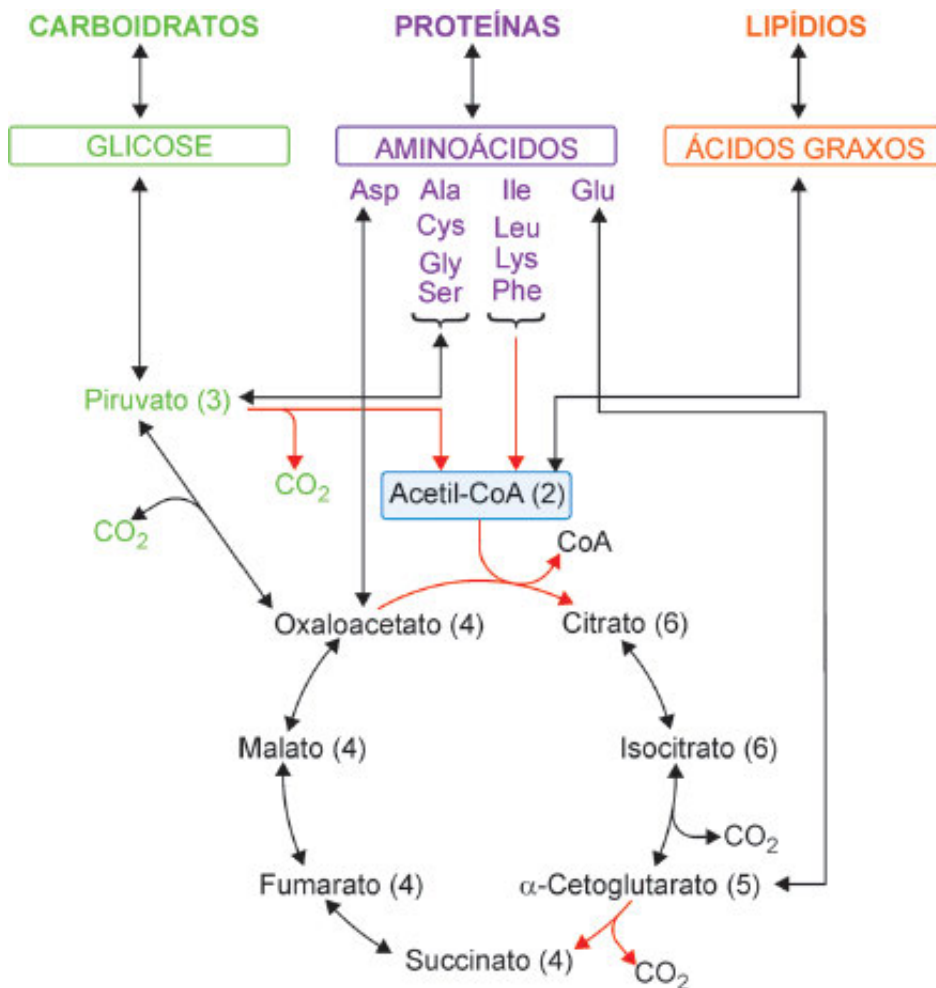 CARBOIDRATOS PROTEÍNAS LIPÍDIOS
GLICOSE AMINOÁCIDOS ÁCIDOS GRAXOS
Asp Ala Ile Glu
Cys Leu
Gly Lys
Ser Phe
Piruvato (3)
CO₂
Acetil-CoA (2)
CO₂
CoA
Oxaloacetato (4) Citrato (6)
Malato (4) Isocitrato (6)
CO₂
Fumarato (4) α-Cetoglutarato (5)
Succinato (4)
CO₂